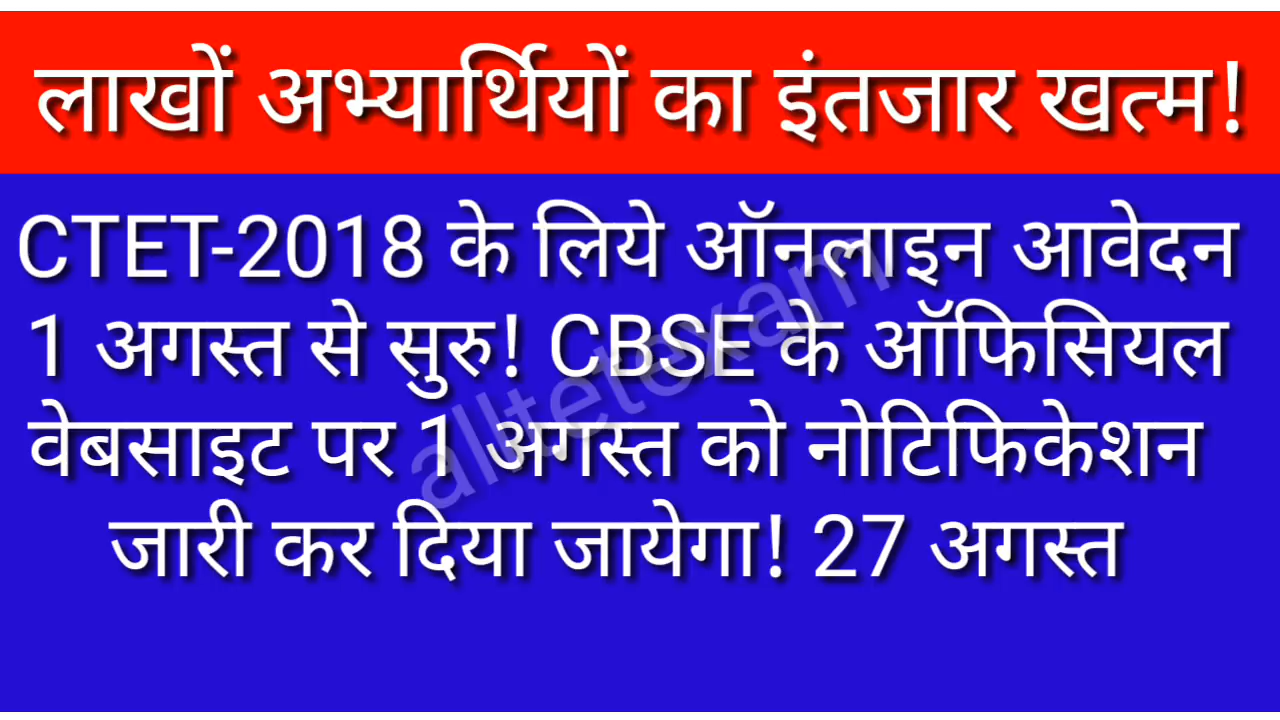 लाखों अभ्यार्थियों का इंतजार खत्म!
CTET-2018 के लिये ऑनलाइन आवेदन
1 अगस्त से सुरु! CBSE के ऑफिसियल
वेबसाइट पर 1 अगस्त को नोटिफिकेशन
जारी कर दिया जायेगा! 27 अगस्त
alltetexam